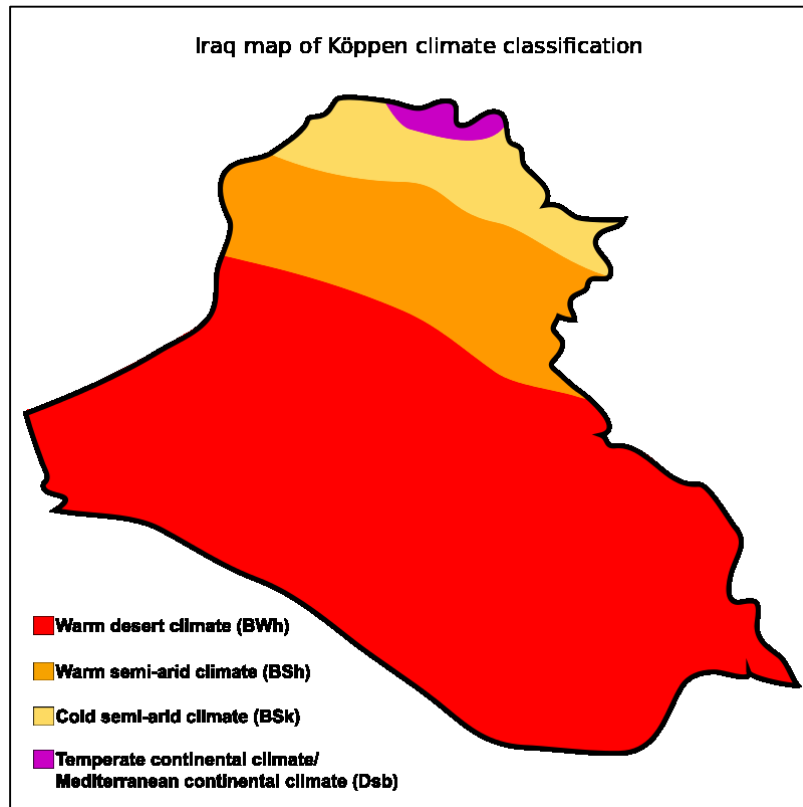 Iraq map of Köppen climate classification
Warm desert climate (BWh)
Warm semi-arid climate (BSh)
Cold semi-arid climate (BSk)
Temperate continental climate/
Mediterranean continental climate (Dsb)